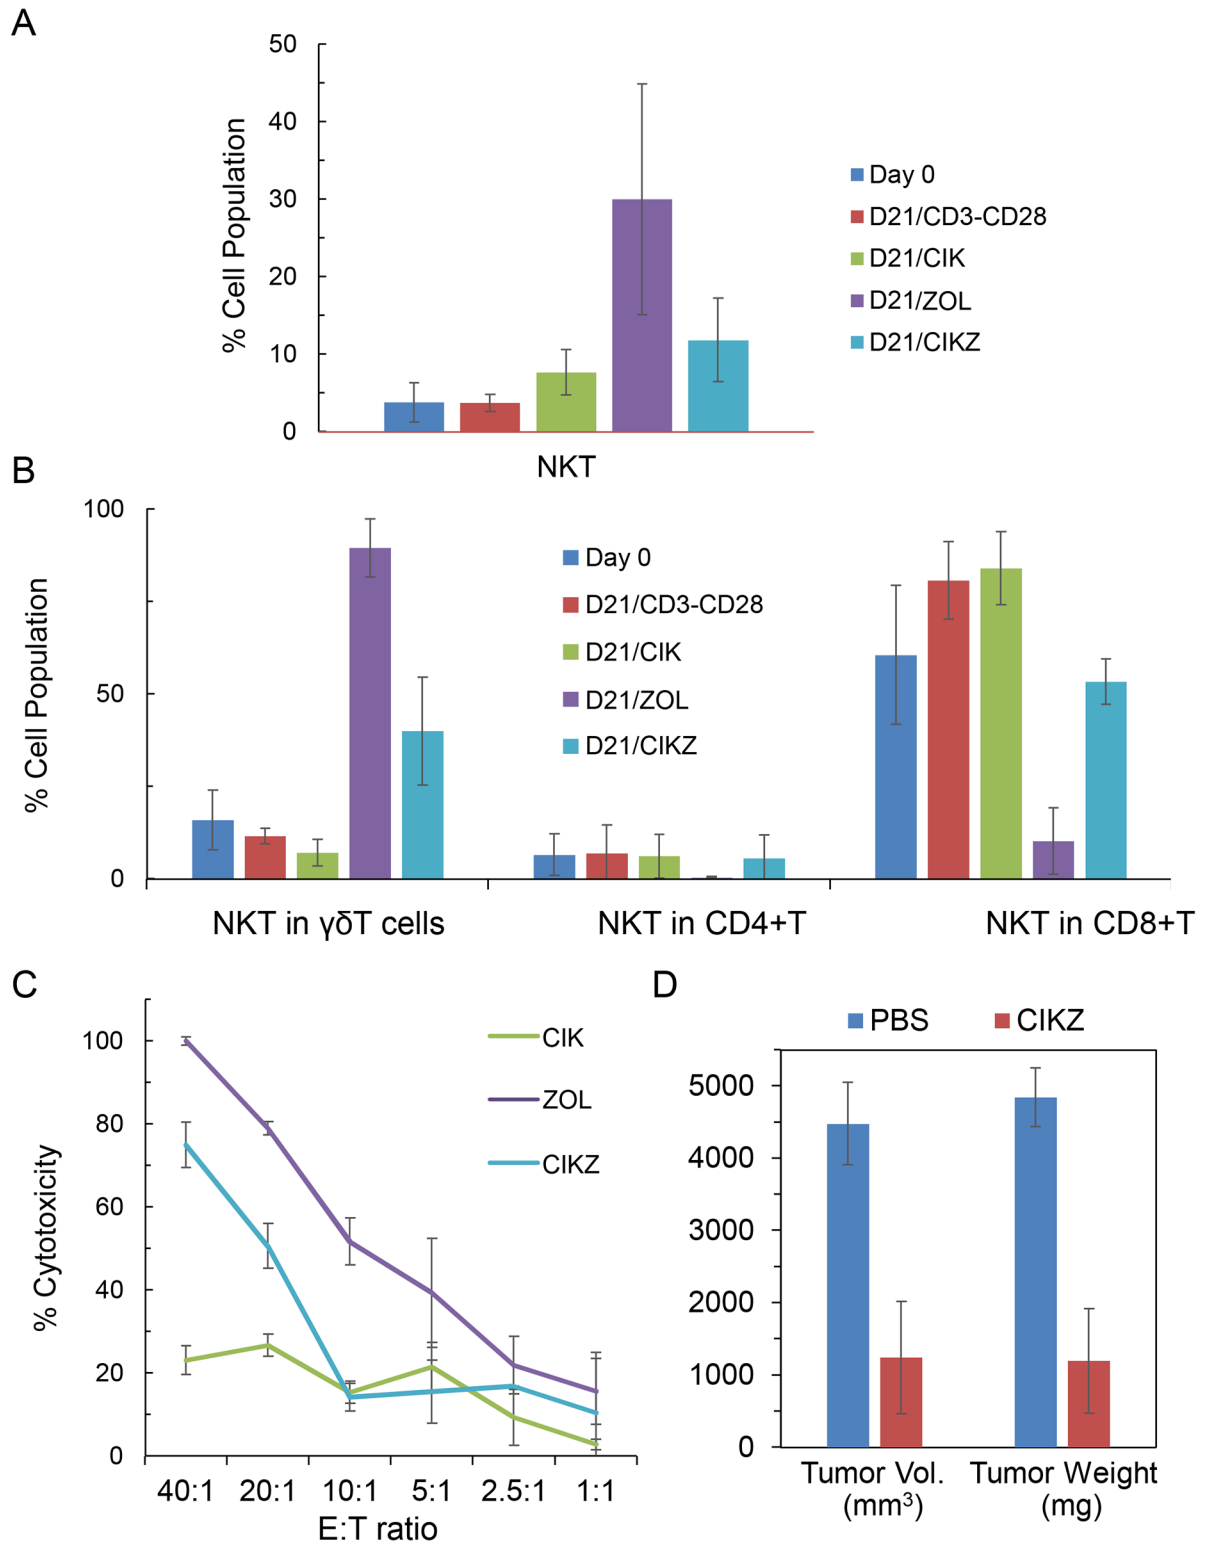 A
50
40
30
20
10
0
% Cell Population
NKT
Day 0
D21/CD3-CD28
D21/CIK
D21/ZOL
D21/CIKZ
B
100
50
0
% Cell Population
Day 0
D21/CD3-CD28
D21/CIK
D21/ZOL
D21/CIKZ
NKT in γδT cells
NKT in CD4+T
NKT in CD8+T
C
100
80
60
40
20
0
% Cytotoxicity
CIK
ZOL
CIKZ
40:1 20:1 10:1 5:1 2.5:1 1:1
E:T ratio
D
PBS CIKZ
5000
4000
3000
2000
1000
0
Tumor Vol. Tumor Weight
(mm³) (mg)